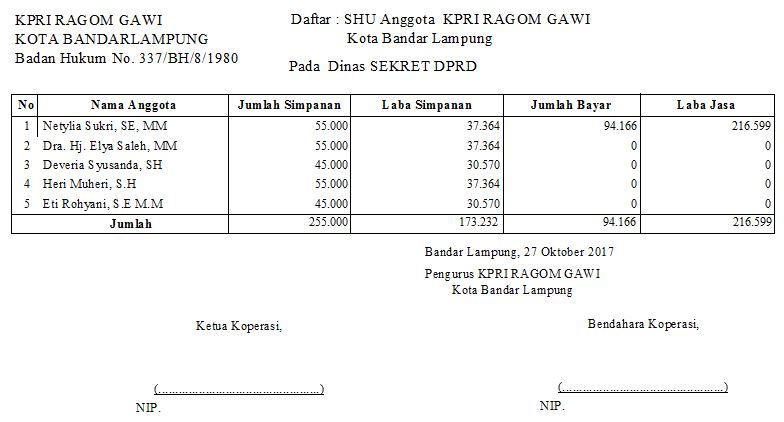 KPRI RAGOM GAWI
KOTA BANDARLAMPUNG
Badan Hukum No. 337/BH/8/1980
Daftar : SHU Anggota KPRI RAGOM GAWI
Kota Bandar Lampung
Pada Dinas SEKRET DPRD
No Nama Anggota Jumlah Simpanan Laba Simpanan Jumlah Bayar Laba Jasa
1 Netylia Sukri, SE, MM 55.000 37.364 94.166 216.599
2 Dra. Hj. Elya Saleh, MM 55.000 37.364 0 0
3 Deveria Syusanda, SH 45.000 30.570 0 0
4 Heri Muheri, S.H 55.000 37.364 0 0
5 Eti Rohyani, S.E M.M 45.000 30.570 0 0
Jumlah 255.000 173.232 94.166 216.599
Bandar Lampung, 27 Oktober 2017
Pengurus KPRI RAGOM GAWI
Kota Bandar Lampung
Ketua Koperasi, Bendahara Koperasi,
(..................................................) (..................................................)
NIP. NIP.